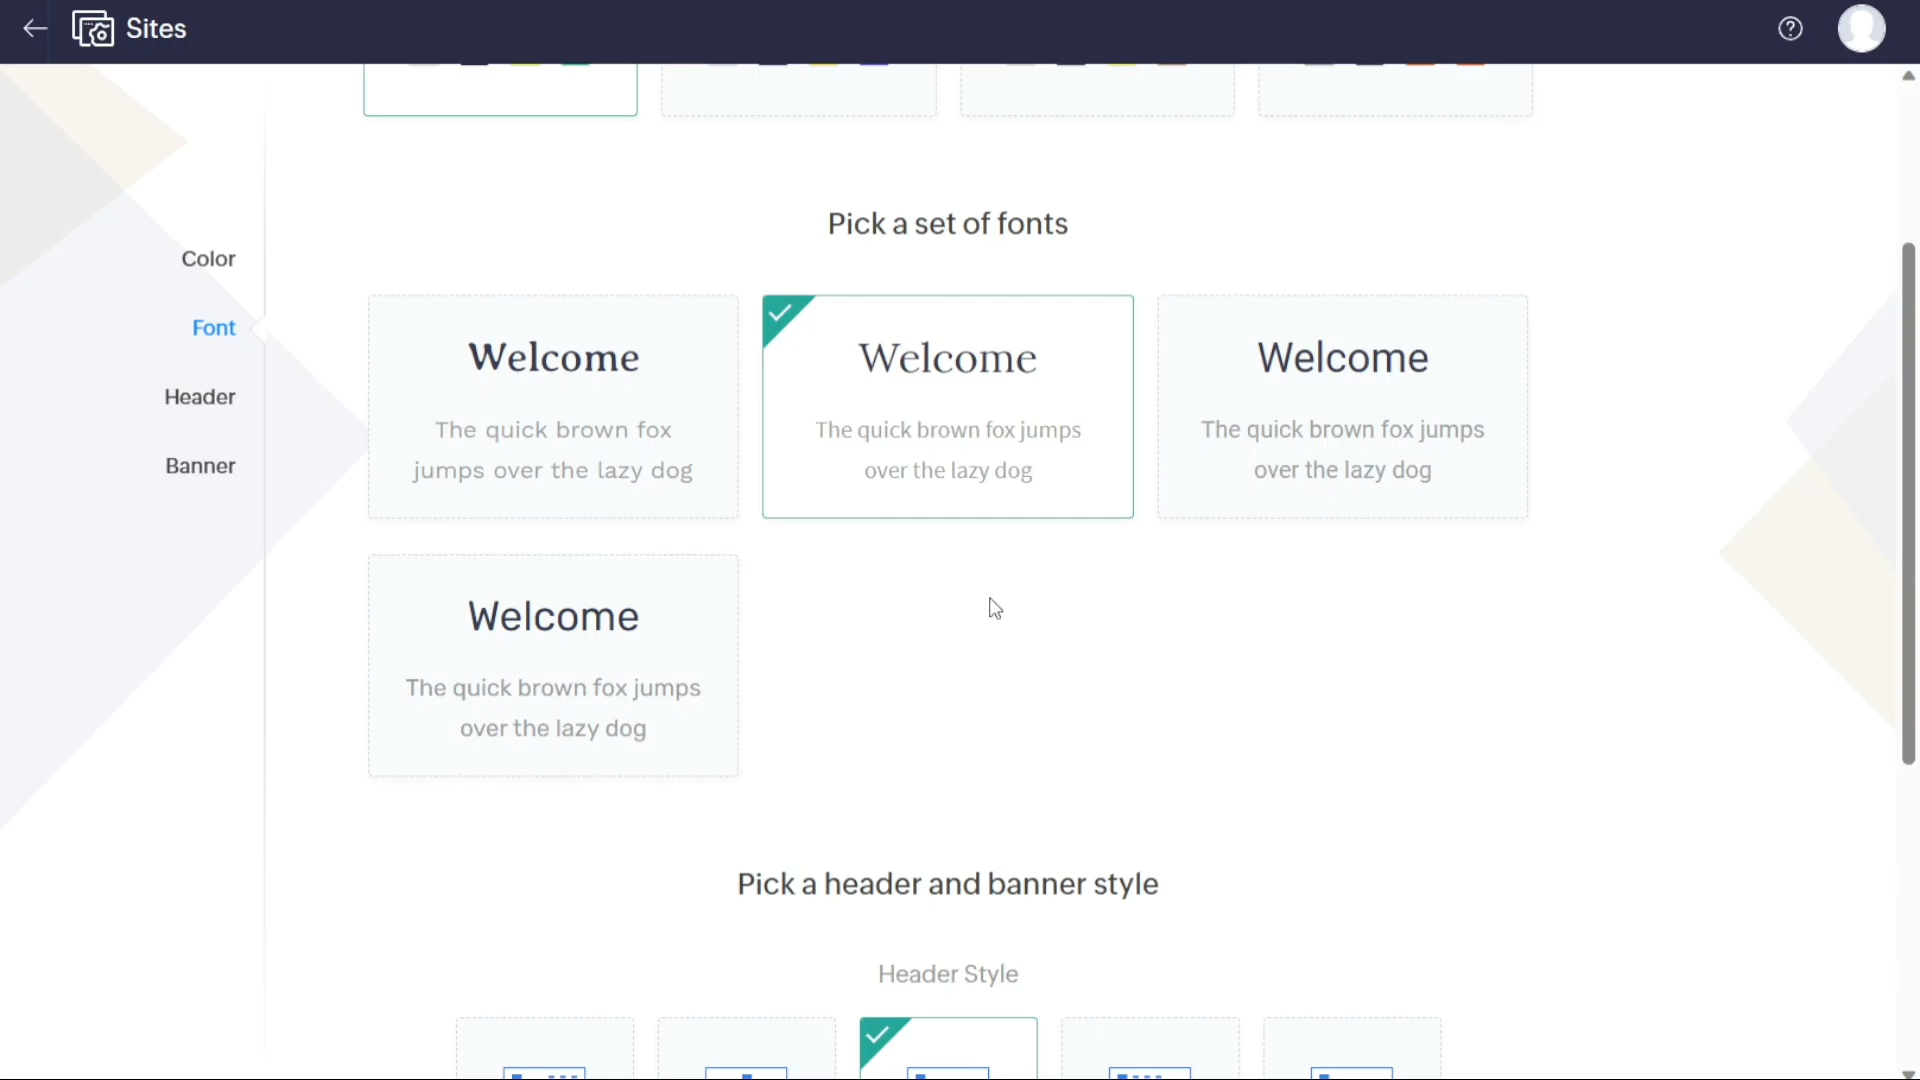 Sites
Pick a set of fonts
Color
Font
Header
Banner
Welcome
The quick brown fox
jumps over the lazy dog
Welcome
The quick brown fox jumps
over the lazy dog
Welcome
The quick brown fox jumps
over the lazy dog
Welcome
The quick brown fox jumps
over the lazy dog
Pick a header and banner style
Header Style